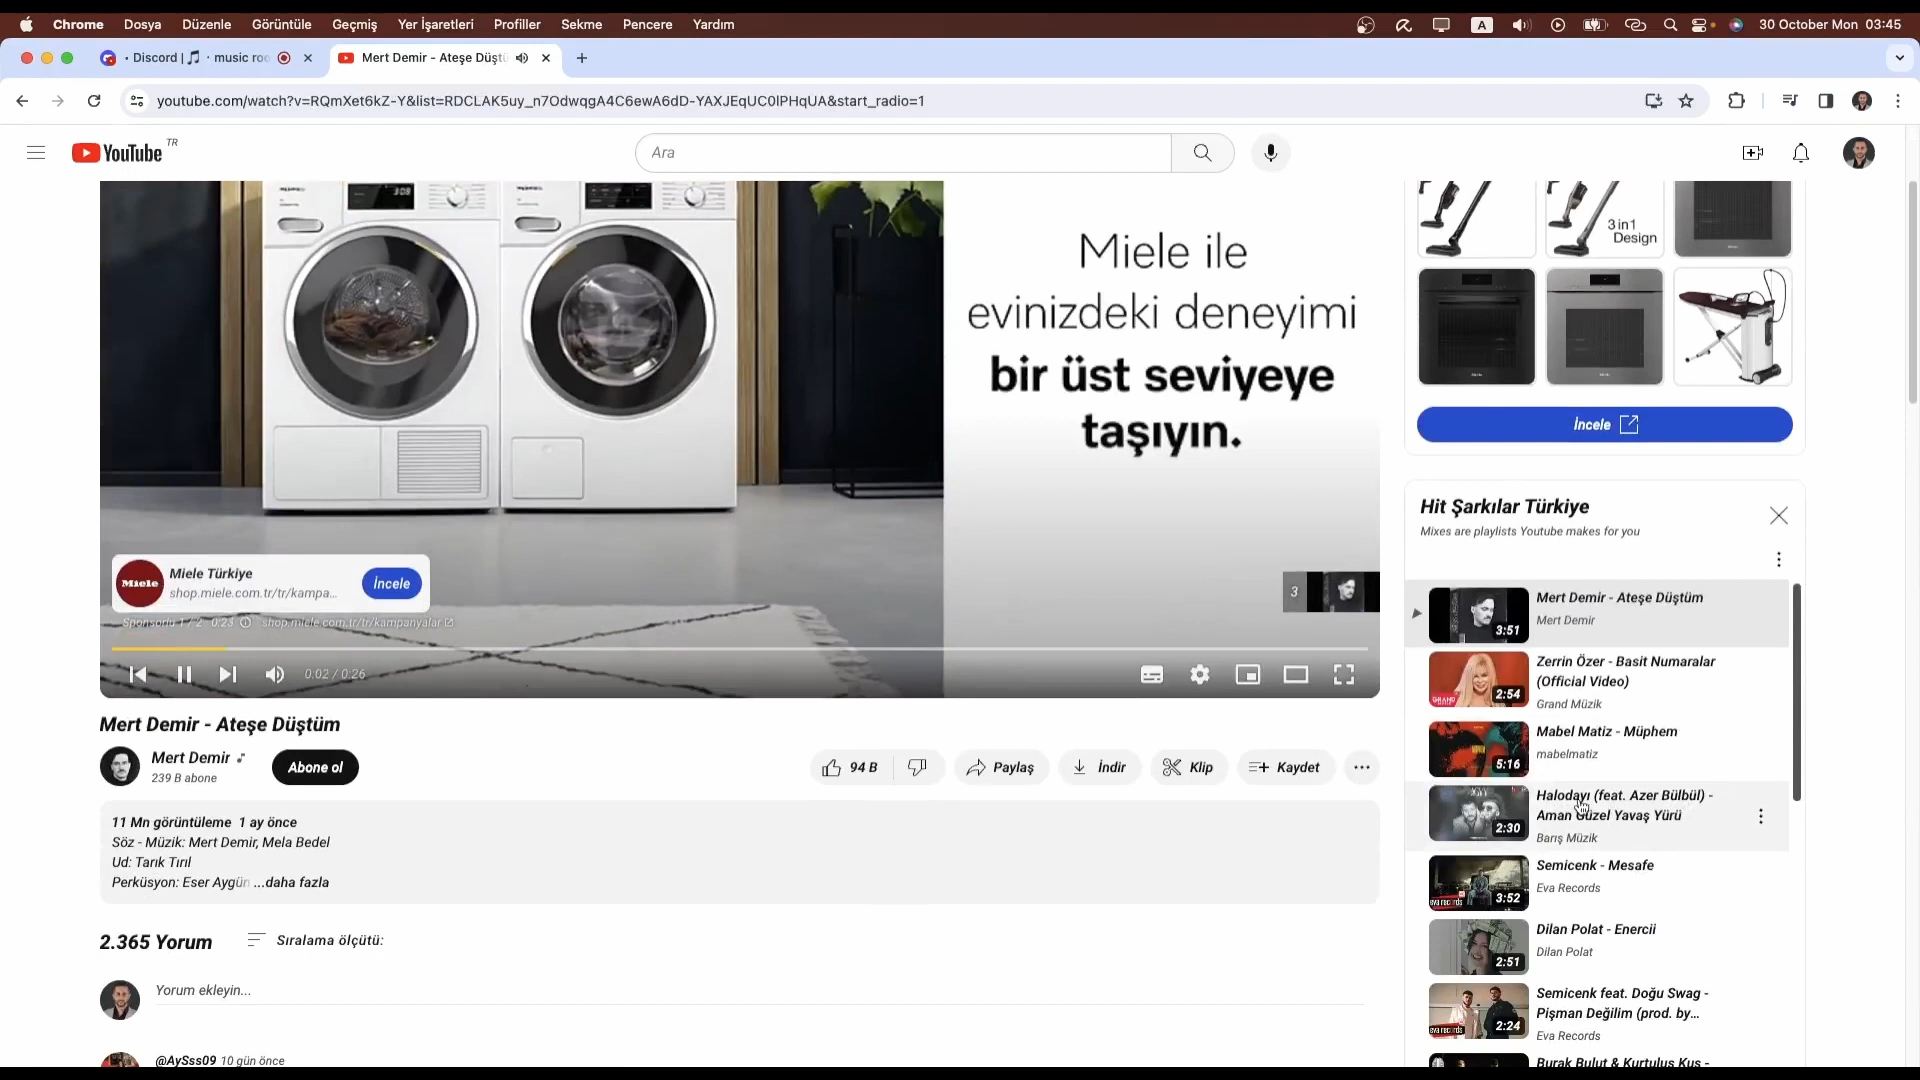 Chrome Dosya Düzenle Görüntüle Geçmiş Yer İşaretleri Profiller Sekme Pencere Yardım
A
30 October Mon 03:45
• Discord | 🎵 · music roo
Mert Demir - Ateşe Düştü
youtube.com/watch?v=RQmXet6kZ-Y&list=RDCLAK5uy_n7OdwqgA4C6ewA6dD-YAXJEqUC0lPHqUA&start_radio=1
YouTube TR
Ara
3 in 1
Design
Miele ile
evinizdeki deneyimi
bir üst seviyeye
taşıyın.
İncele
Miele
Miele Türkiye
shop.miele.com.tr/tr/kampa...
İncele
3
Sponsorlu 1 / 2 · 0:23 shop.miele.com.tr/tr/kampanyalar
0:02 / 0:26
Mert Demir - Ateşe Düştüm
Mert Demir
239 B abone
Abone ol
94 B
Paylaş
İndir
Klip
Kaydet
11 Mn görüntüleme 1 ay önce
Söz - Müzik: Mert Demir, Mela Bedel
Ud: Tarık Tırıl
Perküsyon: Eser Aygün ...daha fazla
2.365 Yorum
Sıralama ölçütü:
Yorum ekleyin...
@AySss09 10 gün önce
Hit Şarkılar Türkiye
Mixes are playlists Youtube makes for you
3:51
Mert Demir - Ateşe Düştüm
Mert Demir
GRAND
2:54
Zerrin Özer - Basit Numaralar
(Official Video)
Grand Müzik
5:16
Mabel Matiz - Müphem
mabelmatiz
2:30
Halodayı (feat. Azer Bülbül) -
Aman Güzel Yavaş Yürü
Barış Müzik
eva records
3:52
Semicenk - Mesafe
Eva Records
2:51
Dilan Polat - Enercii
Dilan Polat
eva records
2:24
Semicenk feat. Doğu Swag -
Pişman Değilim (prod. by...
Eva Records
Burak Bulut & Kurtuluş Kuş -